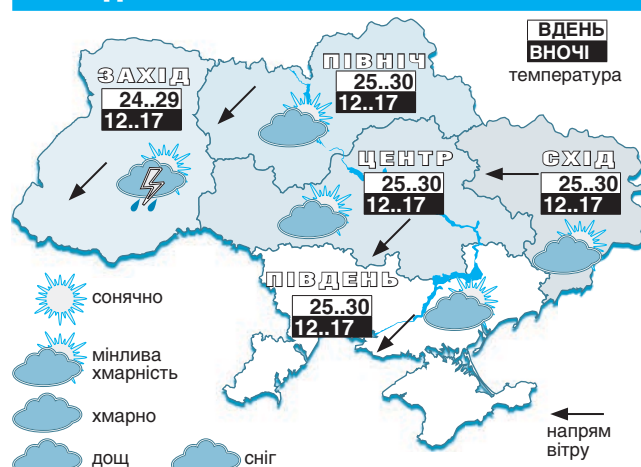 ВДЕНЬ
ВНОЧІ
температура
ЗАХІД
24..29
12..17
ПІВНІЧ
25..30
12..17
ЦЕНТР
25..30
12..17
СХІД
25..30
12..17
ПІВДЕНЬ
25..30
12..17
сонячно
мінлива
хмарність
хмарно
дощ
сніг
напрям
вітру